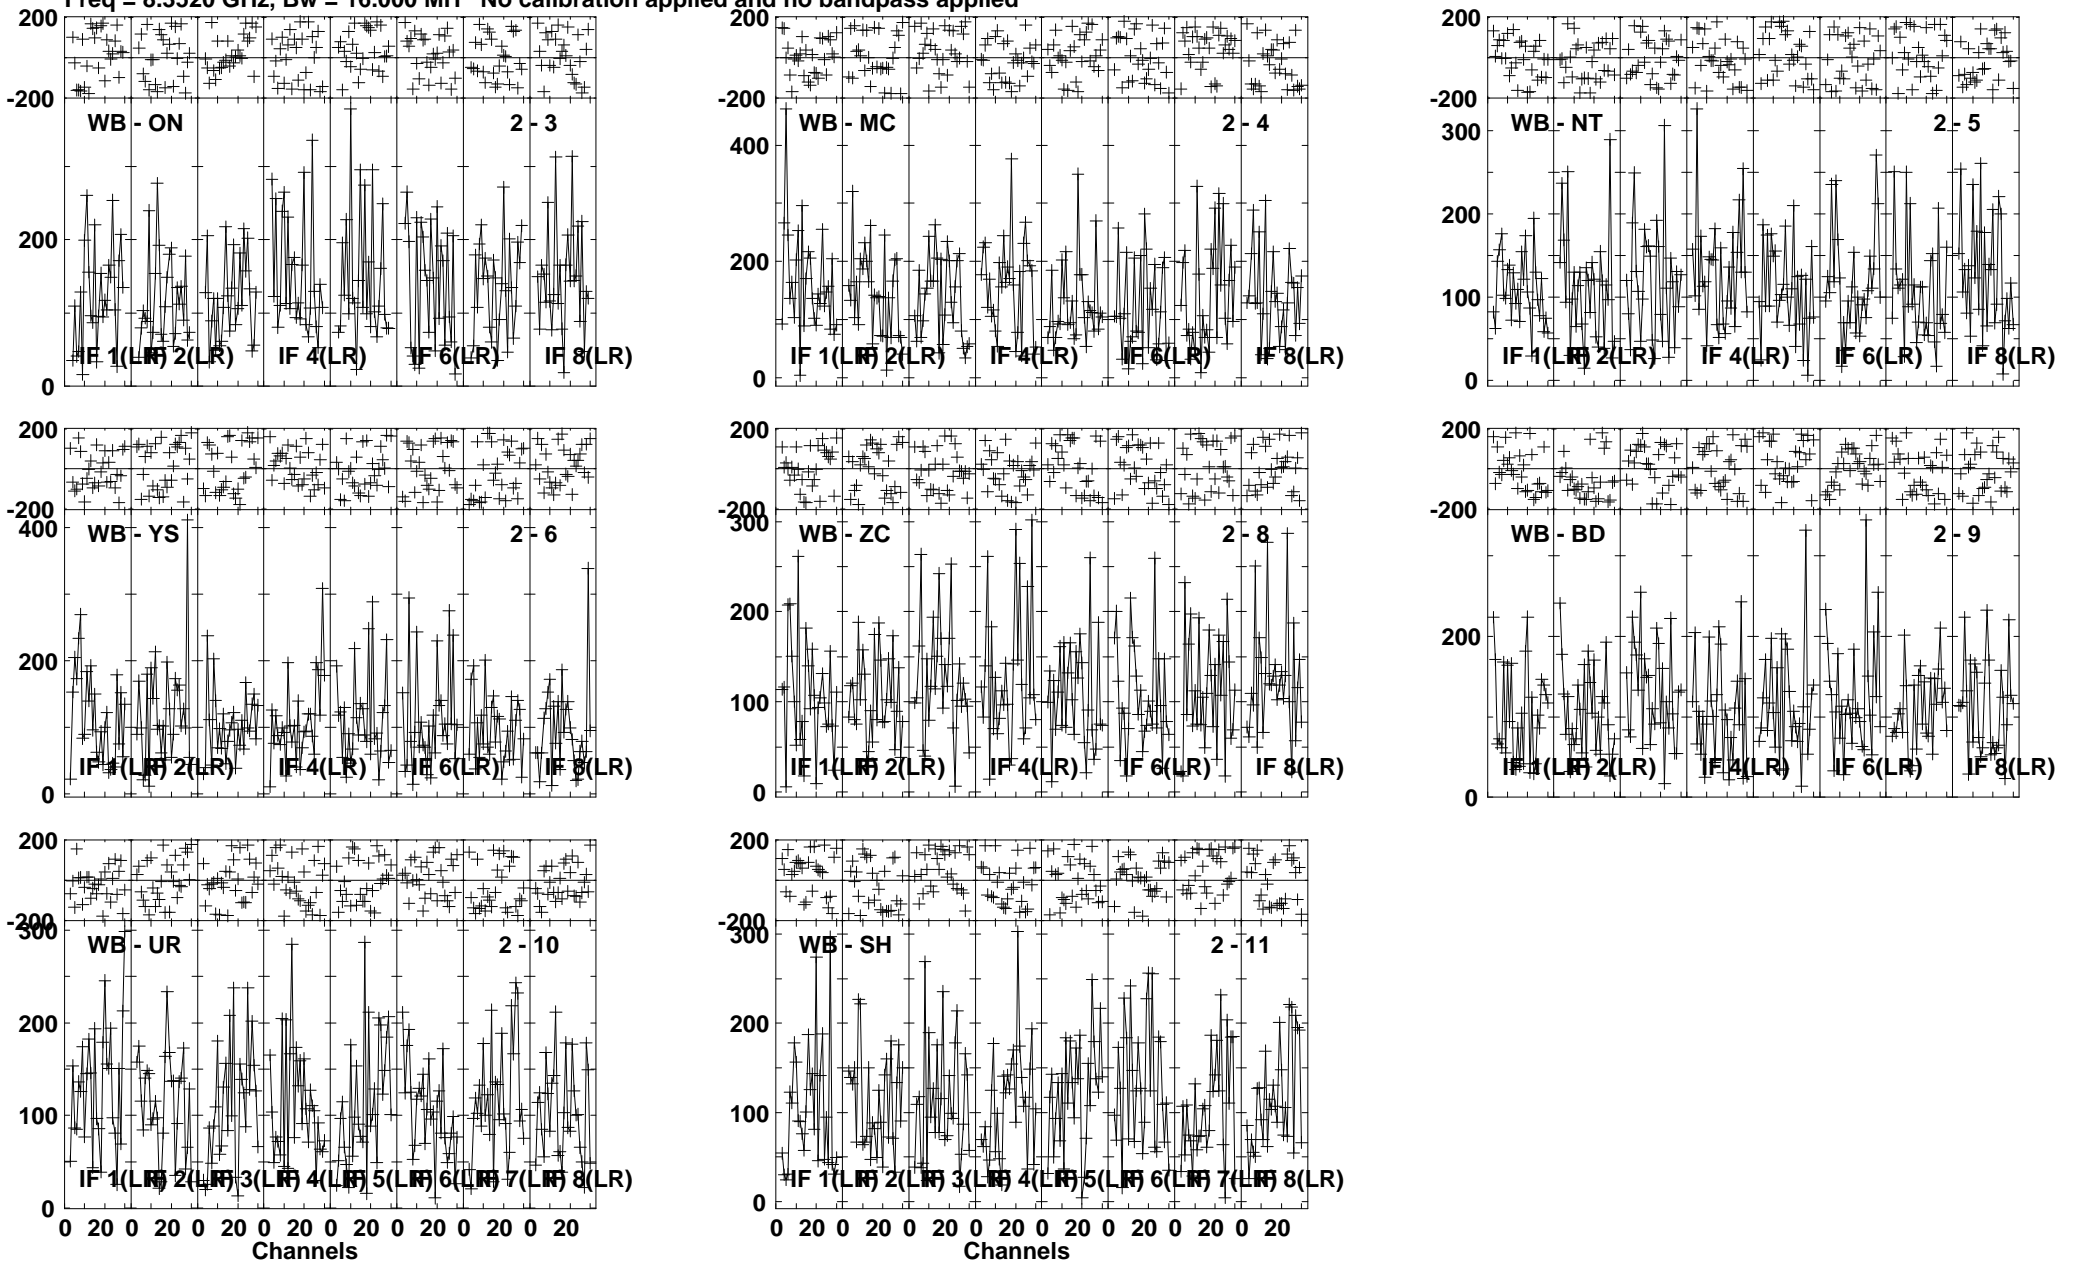 Freq = 8.3520 GHz, Bw = 16.000 MH No calibration applied and no bandpass applied
200 200 200
-200 -200 -200
WB - ON 2 - 3 WB - MC 2 - 4 WB - NT 2 - 5
400 300
200 200 200
100
IF 1(LR) IF 2(LR) IF 4(LR) IF 6(LR) IF 8(LR) IF 1(LR) IF 2(LR) IF 4(LR) IF 6(LR) IF 8(LR) IF 1(LR) IF 2(LR) IF 4(LR) IF 6(LR) IF 8(LR)
0 0 0
200 200 200
-200 -200 -200
400 300
WB - YS 2 - 6 WB - ZC 2 - 8 WB - BD 2 - 9
200 200 200
100
IF 1(LR) IF 2(LR) IF 4(LR) IF 6(LR) IF 8(LR) IF 1(LR) IF 2(LR) IF 4(LR) IF 6(LR) IF 8(LR) IF 1(LR) IF 2(LR) IF 4(LR) IF 6(LR) IF 8(LR)
0 0 0
200 200
-200 -200
300 300
WB - UR 2 - 10 WB - SH 2 - 11
200 200
100 100
IF 1(LR) IF 2(LR) IF 3(LR) IF 4(LR) IF 5(LR) IF 6(LR) IF 7(LR) IF 8(LR) IF 1(LR) IF 2(LR) IF 3(LR) IF 4(LR) IF 5(LR) IF 6(LR) IF 7(LR) IF 8(LR)
0 0
0 20 0 20 0 20 0 20 0 20 0 20 0 20 0 20 0 20 0 20 0 20 0 20 0 20 0 20 0 20 0 20
Channels Channels